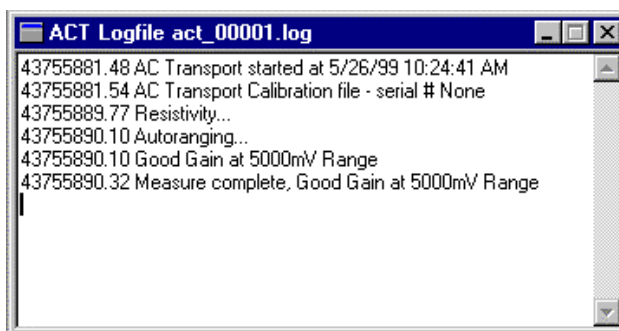 ACT Logfile act_00001.log
43755881.48 AC Transport started at 5/26/99 10:24:41 AM
43755881.54 AC Transport Calibration file - serial # None
43755889.77 Resistivity...
43755890.10 Autoranging...
43755890.10 Good Gain at 5000mV Range
43755890.32 Measure complete, Good Gain at 5000mV Range